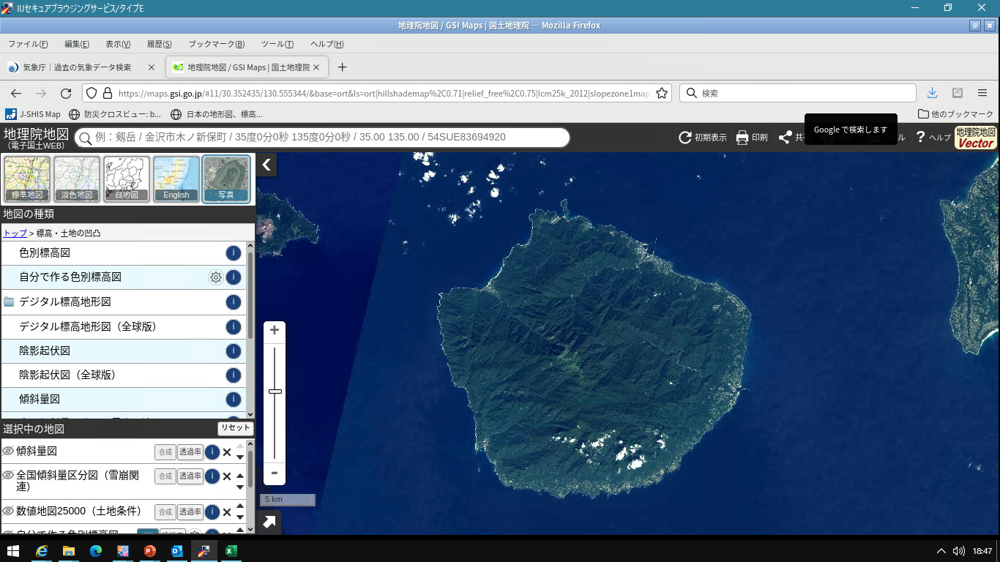 IIJセキュアブラウジングサービス/タイプE
地理院地図 / GSI Maps | 国土地理院 — Mozilla Firefox
ファイル(F) 編集(E) 表示(V) 履歴(S) ブックマーク(B) ツール(T) ヘルプ(H)
気象庁｜過去の気象データ検索 地理院地図 / GSI Maps | 国土地理院
https://maps.gsi.go.jp/#11/30.352435/130.555344/&base=ort&ls=ort|hillshademap%2C0.71|relief_free%2C0.75|lcm25k_2012|slopezone1map 検索
J-SHIS Map 防災クロスビュー: b... 日本の地形図、標高... 他のブックマーク
Google で検索します
地理院地図
（電子国土WEB）
例：剱岳 / 金沢市木ノ新保町 / 35度0分0秒 135度0分0秒 / 35.00 135.00 / 54SUE83694920
初期表示 印刷 共 ル ヘルプ
地理院地図
Vector
標準地図 淡色地図 白地図 English 写真
地図の種類
トップ > 標高・土地の凹凸
色別標高図
自分で作る色別標高図
デジタル標高地形図
デジタル標高地形図（全球版）
陰影起伏図
陰影起伏図（全球版）
傾斜量図
選択中の地図 リセット
傾斜量図 合成 透過率
全国傾斜量区分図（雪崩関
連） 合成 透過率
数値地図25000（土地条件） 合成 透過率
自分で作る色別標高図
5 km
18:47